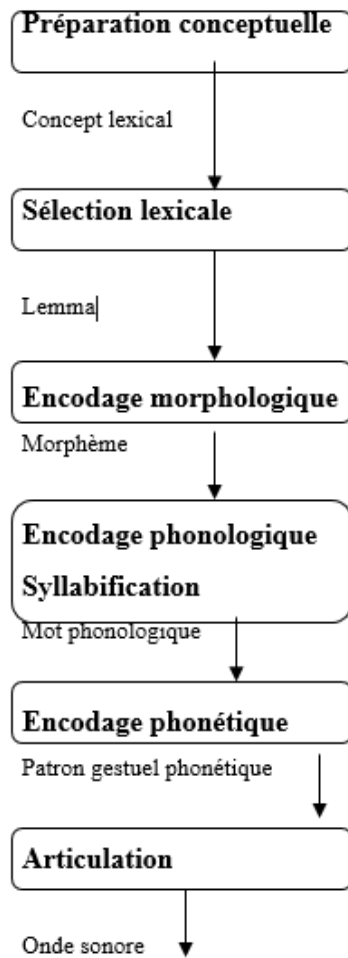 Préparation conceptuelle
Concept lexical
Sélection lexicale
Lemma
Encodage morphologique
Morphème
Encodage phonologique
Syllabification
Mot phonologique
Encodage phonétique
Patron gestuel phonétique
Articulation
Onde sonore